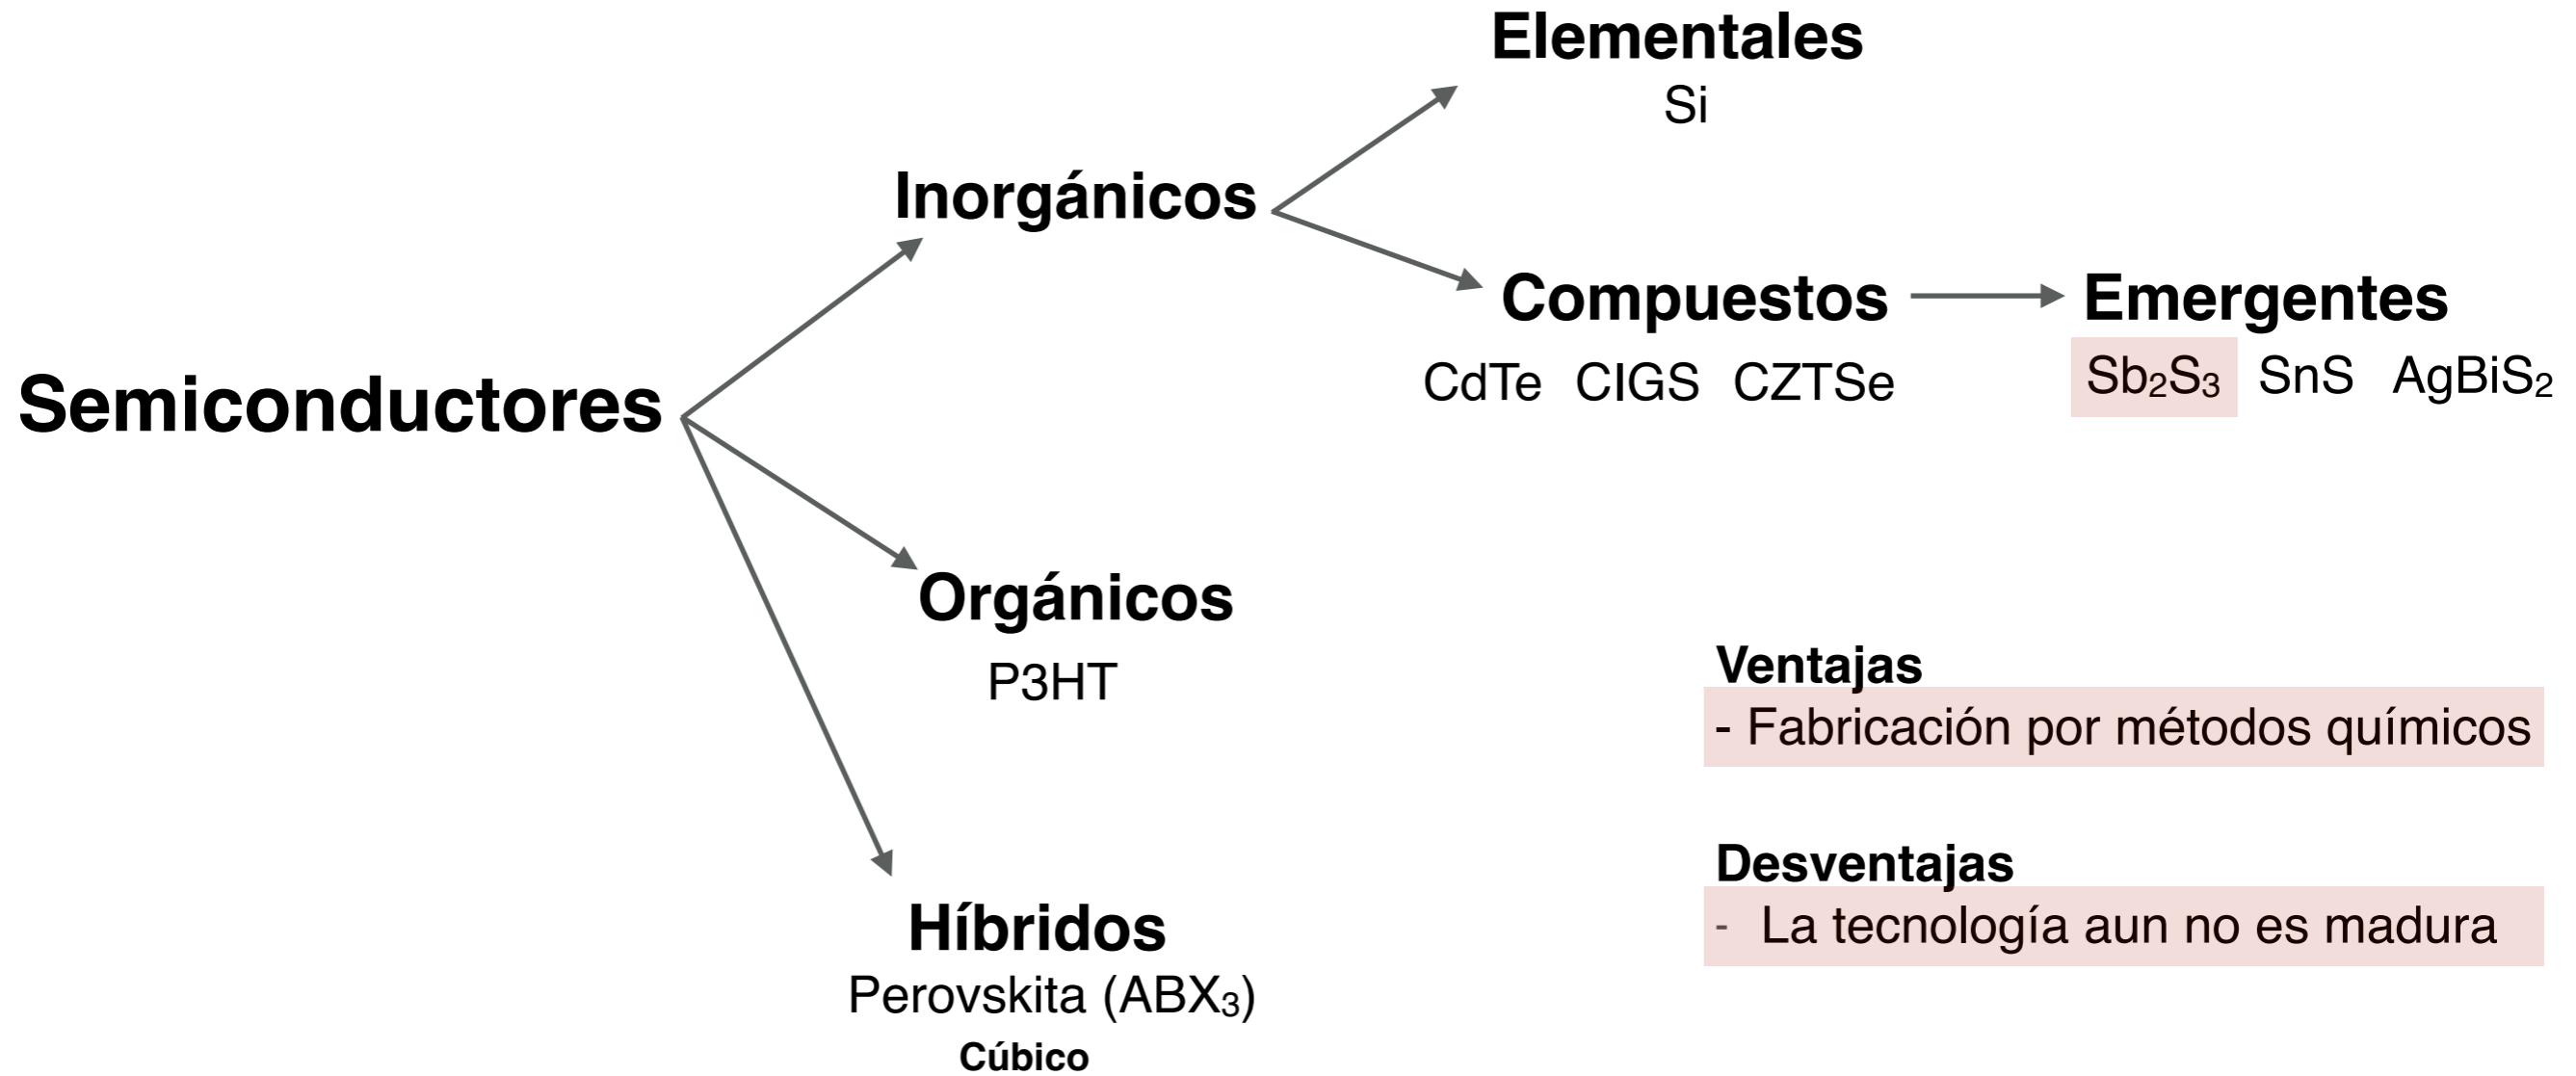 Elementales
Si
Inorgánicos
Compuestos
CdTe CIGS CZTSe
Emergentes
Sb₂S₃ SnS AgBiS₂
Semiconductores
Orgánicos
P3HT
Híbridos
Perovskita (ABX₃)
Cúbico
Ventajas
- Fabricación por métodos químicos
Desventajas
- La tecnología aun no es madura